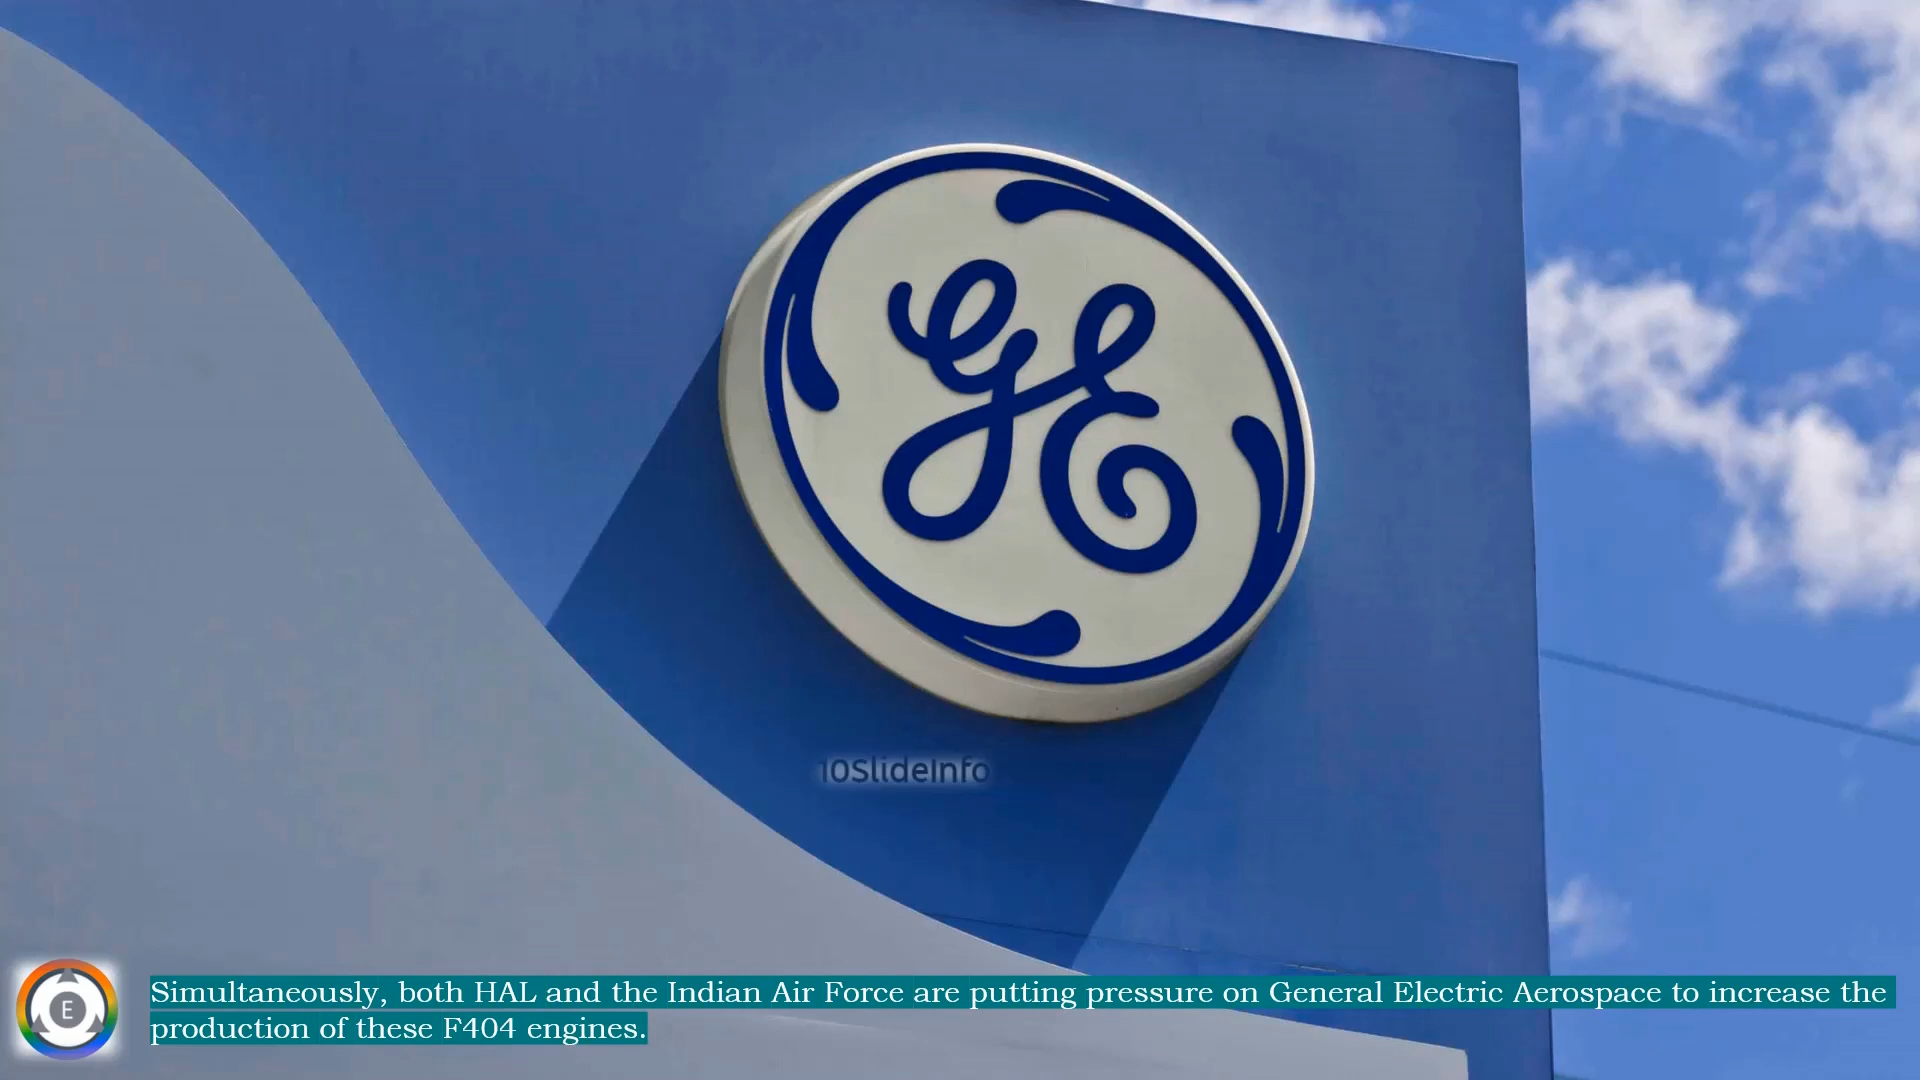 GE
10SlideInfo
E
Simultaneously, both HAL and the Indian Air Force are putting pressure on General Electric Aerospace to increase the
production of these F404 engines.